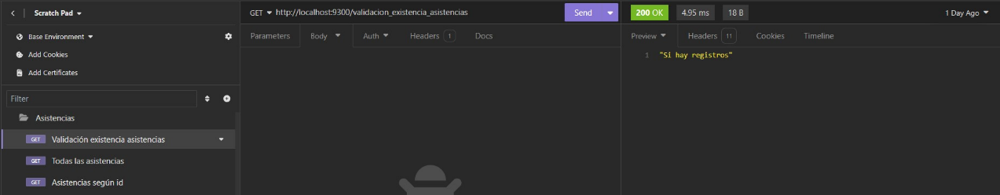 Scratch Pad
Base Environment
Add Cookies
Add Certificates
Filter
Asistencias
GET Validación existencia asistencias
GET Todas las asistencias
GET Asistencias según id
GET http://localhost:9300/validacion_existencia_asistencias Send
Parameters Body Auth Headers 1 Docs
200 OK 4.95 ms 18 B 1 Day Ago
Preview Headers 11 Cookies Timeline
1 "Si hay registros"